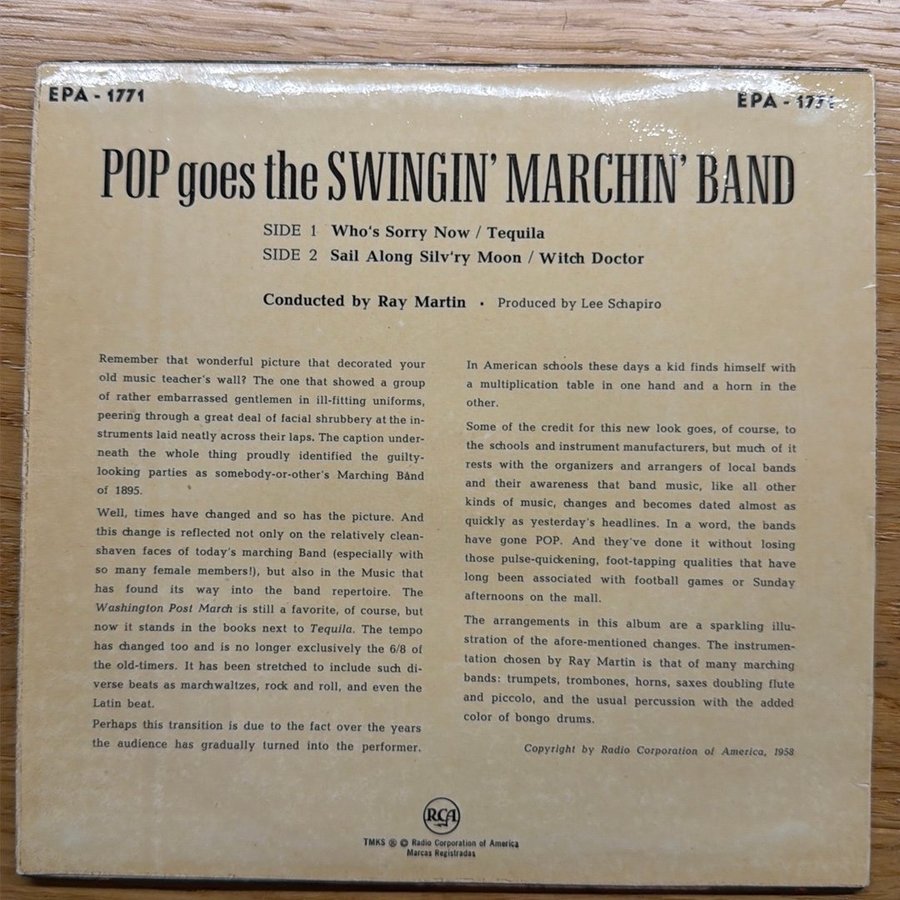 EPA - 1771
EPA - 1771
POP goes the SWINGIN' MARCHIN' BAND
SIDE 1 Who's Sorry Now / Tequila
SIDE 2 Sail Along Silv'ry Moon / Witch Doctor
Conducted by Ray Martin · Produced by Lee Schapiro
Remember that wonderful picture that decorated your
old music teacher's wall? The one that showed a group
of rather embarrassed gentlemen in ill-fitting uniforms,
peering through a great deal of facial shrubbery at the in-
struments laid neatly across their laps. The caption under-
neath the whole thing proudly identified the guilty-
looking parties as somebody-or-other's Marching Band
of 1895.
Well, times have changed and so has the picture. And
this change is reflected not only on the relatively clean-
shaven faces of today's marching Band (especially with
so many female members!), but also in the Music that
has found its way into the band repertoire. The
Washington Post March is still a favorite, of course, but
now it stands in the books next to Tequila. The tempo
has changed too and is no longer exclusively the 6/8 of
the old-timers. It has been stretched to include such di-
verse beats as marchwaltzes, rock and roll, and even the
Latin beat.
Perhaps this transition is due to the fact over the years
the audience has gradually turned into the performer.
In American schools these days a kid finds himself with
a multiplication table in one hand and a horn in the
other.
Some of the credit for this new look goes, of course, to
the schools and instrument manufacturers, but much of it
rests with the organizers and arrangers of local bands
and their awareness that band music, like all other
kinds of music, changes and becomes dated almost as
quickly as yesterday's headlines. In a word, the bands
have gone POP. And they've done it without losing
those pulse-quickening, foot-tapping qualities that have
long been associated with football games or Sunday
afternoons on the mall.
The arrangements in this album are a sparkling illu-
stration of the afore-mentioned changes. The instrumen-
tation chosen by Ray Martin is that of many marching
bands: trumpets, trombones, horns, saxes doubling flute
and piccolo, and the usual percussion with the added
color of bongo drums.
Copyright by Radio Corporation of America, 1958
RCA
TMKS ® © Radio Corporation of America
Marcas Registradas